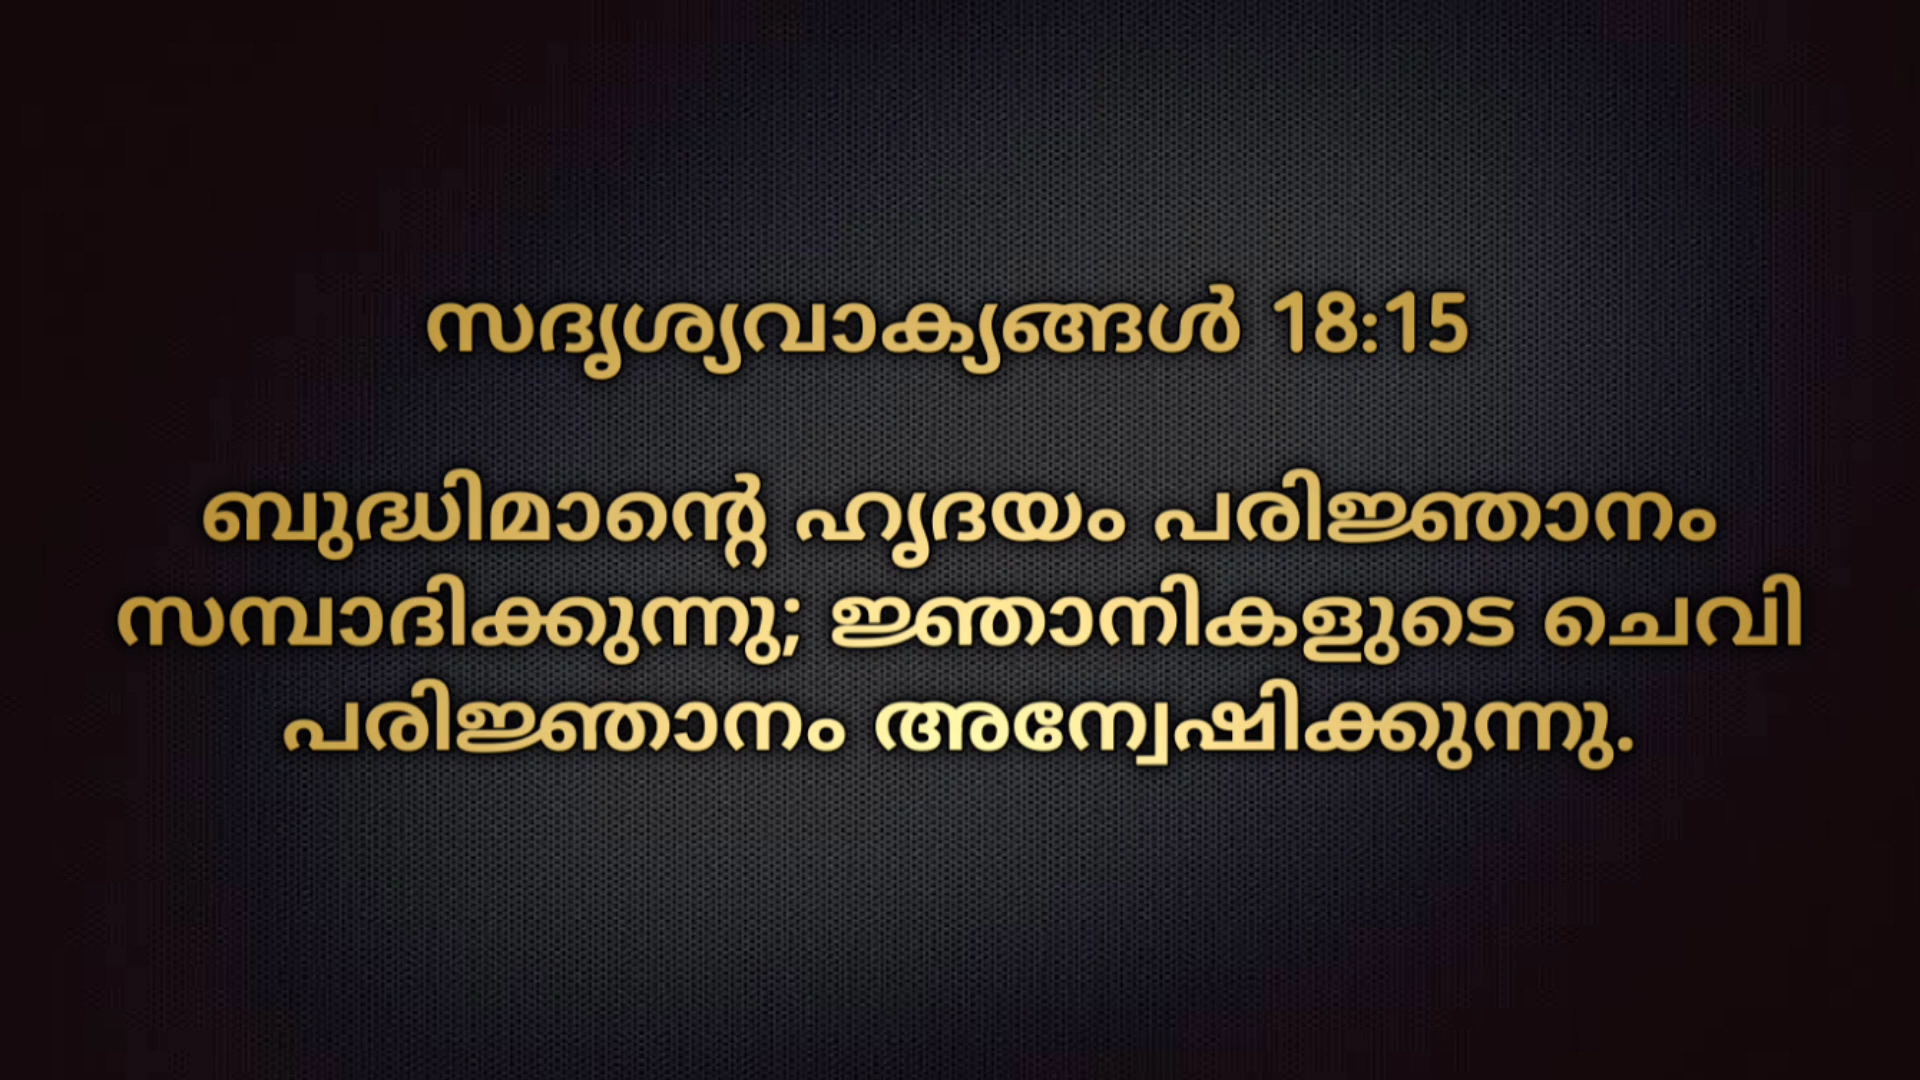 സദൃശ്യവാക്യങ്ങൾ 18:15
ബുദ്ധിമാന്റെ ഹൃദയം പരിജ്ഞാനം
സമ്പാദിക്കുന്നു; ജ്ഞാനികളുടെ ചെവി
പരിജ്ഞാനം അന്വേഷിക്കുന്നു.